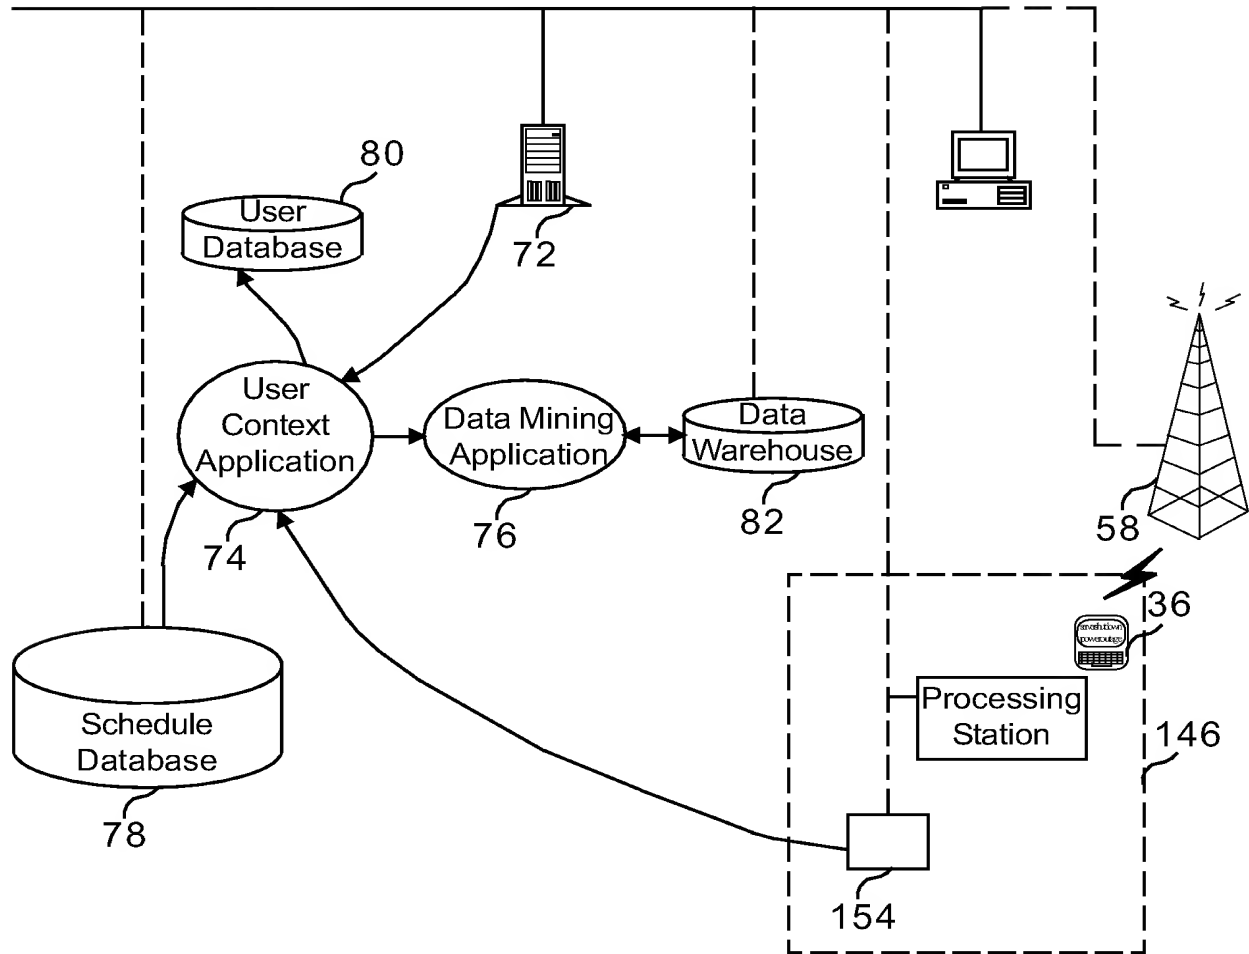 80
User
Database
72
User
Context
Application
Data Mining
Application
Data
Warehouse
74
76
82
58
36
Processing
Station
146
Schedule
Database
78
154